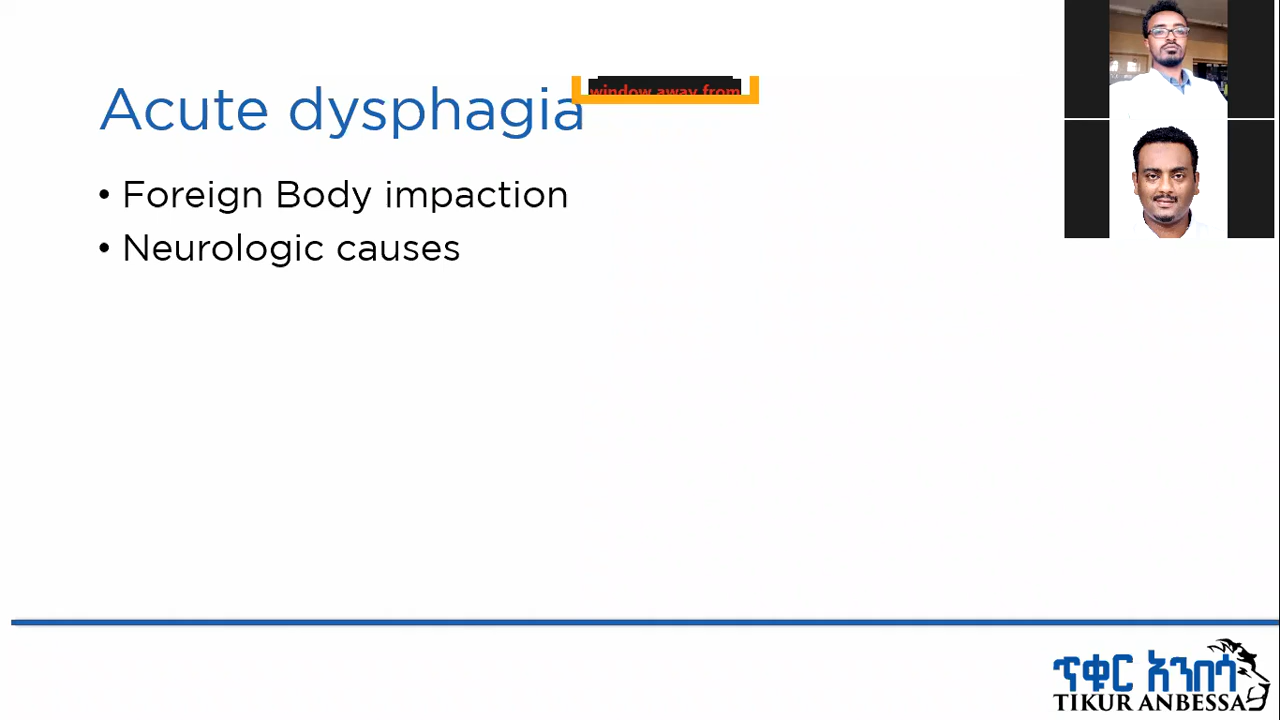 Acute dysphagia
window away from
• Foreign Body impaction
• Neurologic causes
ጥቁር አንበሳ
TIKUR ANBESSA